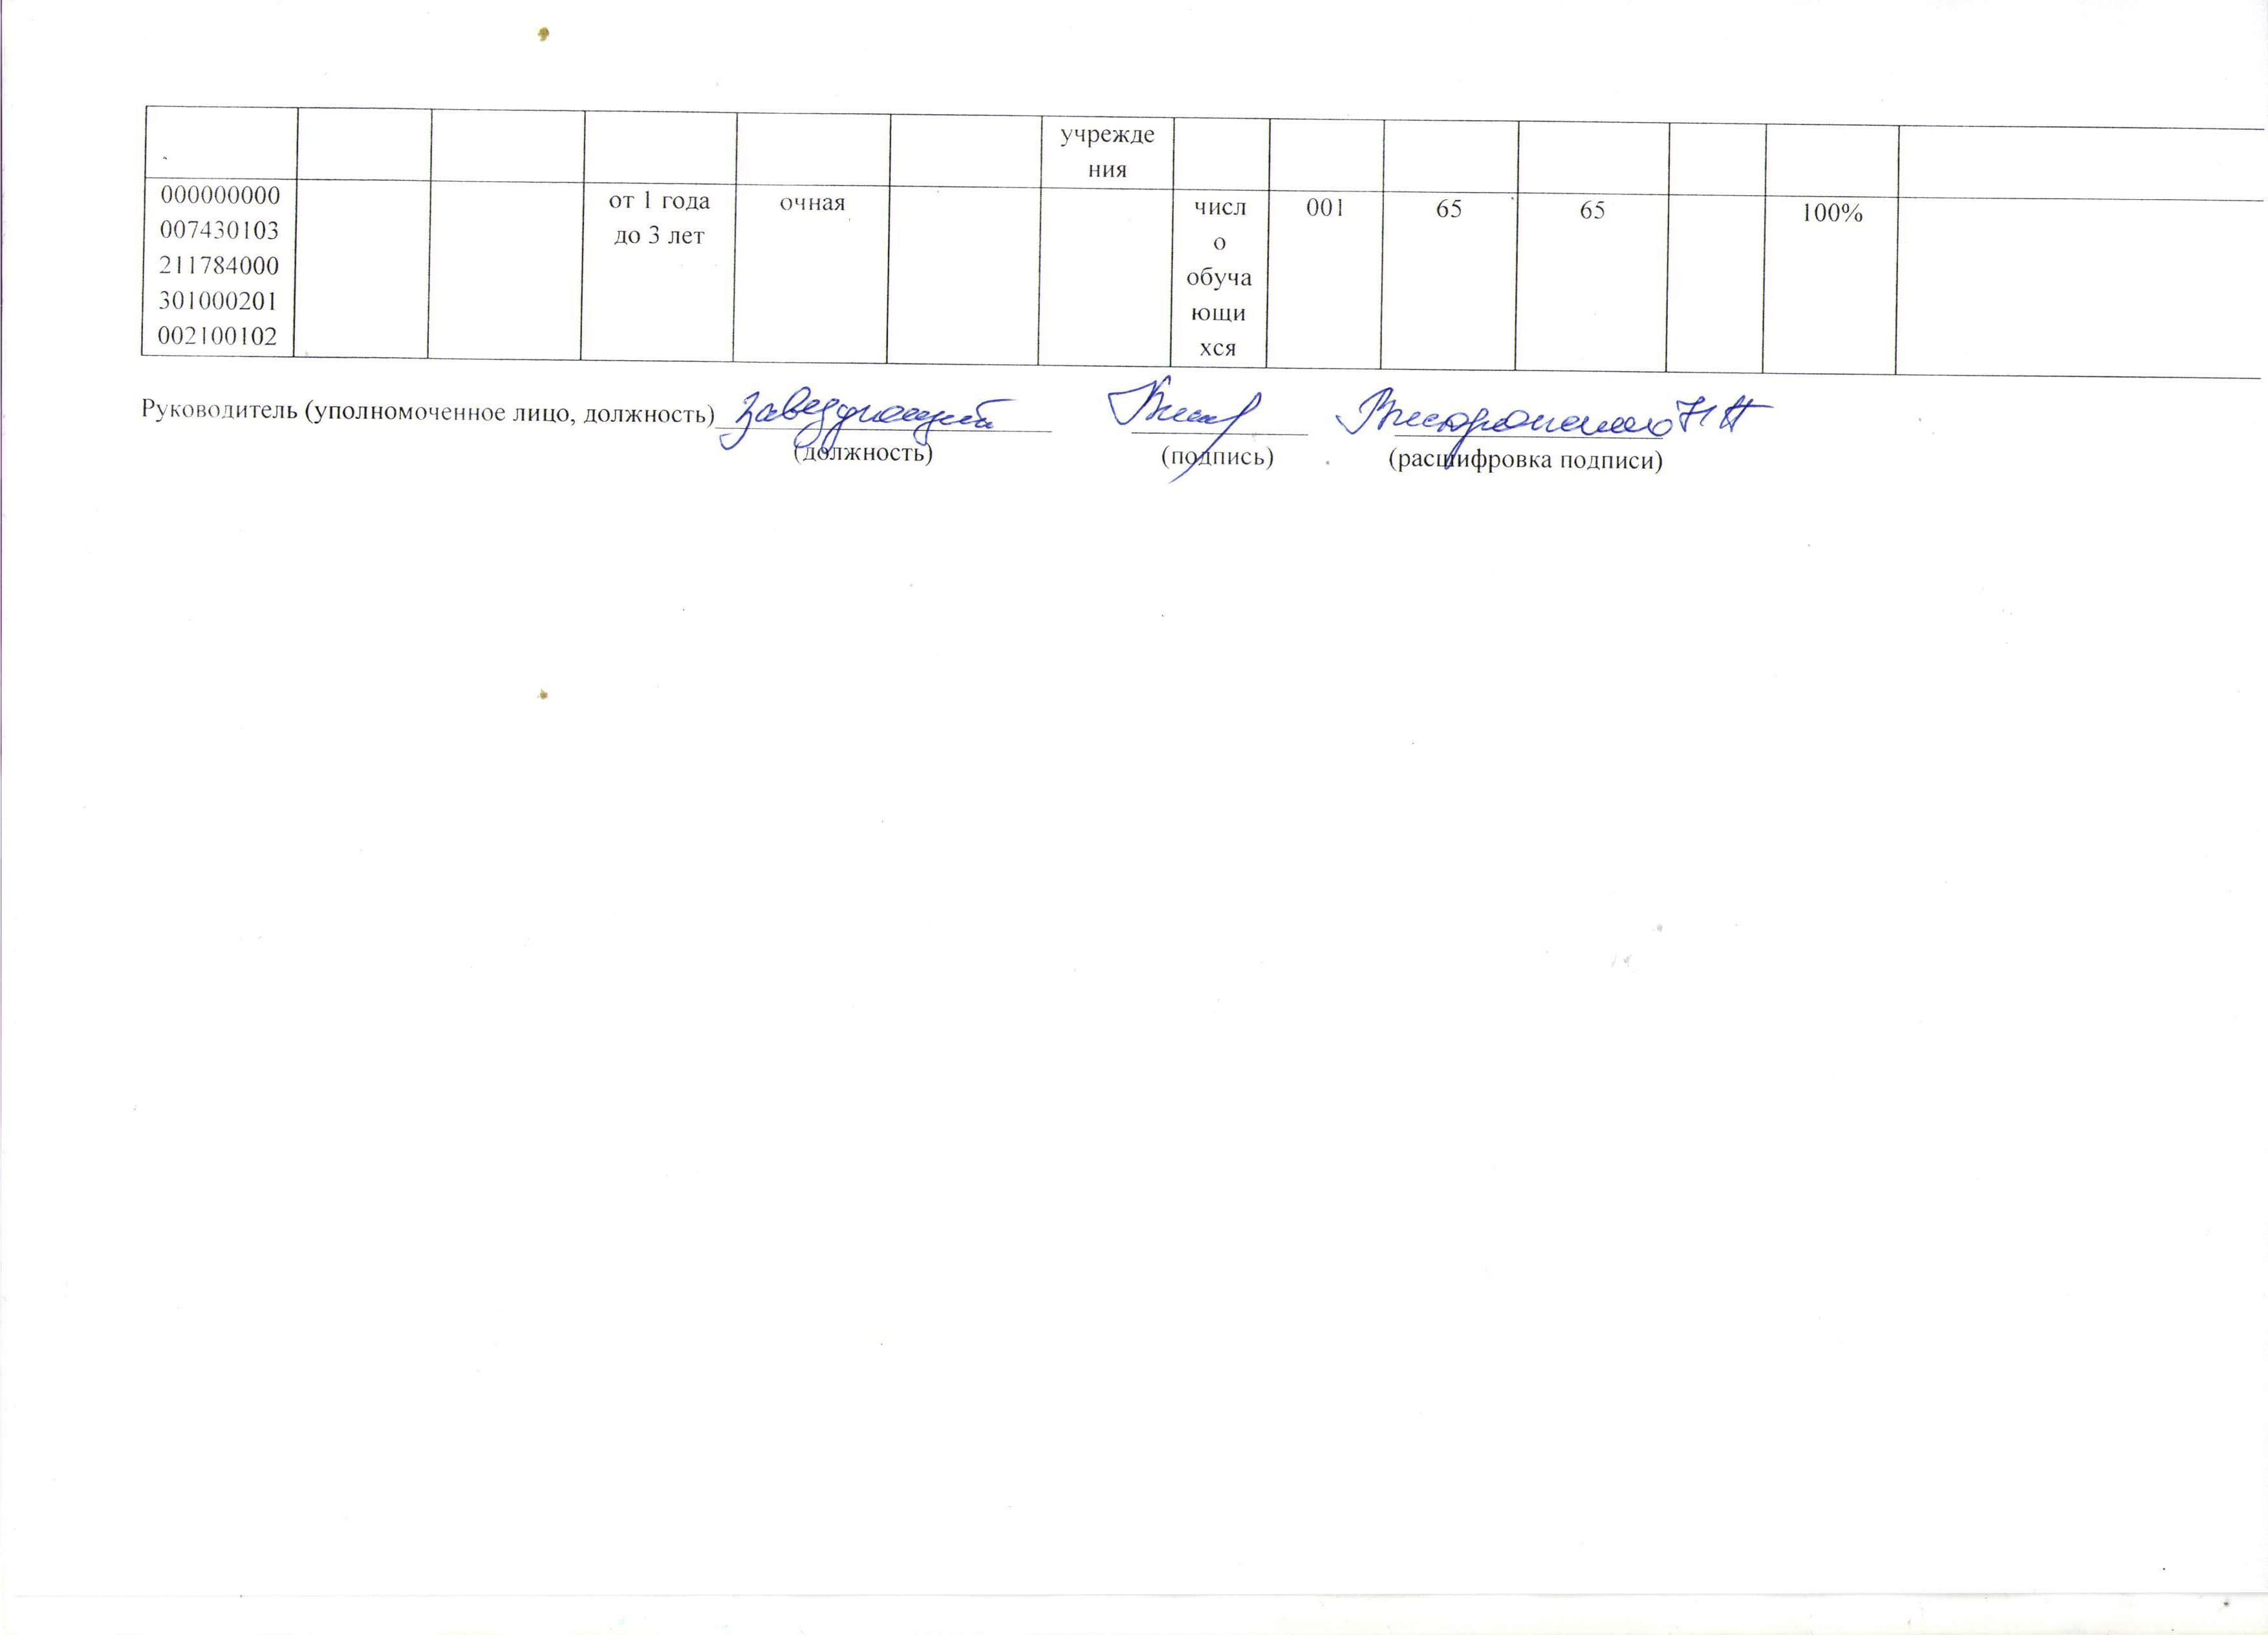 учрежде
ния
000000000
007430103
211784000
301000201
002100102
от 1 года
до 3 лет
очная
числ
о
обуча
ющи
хся
001
65
65
100%
Руководитель (уполномоченное лицо, должность) заведующий
(должность) (подпись) (расшифровка подписи)